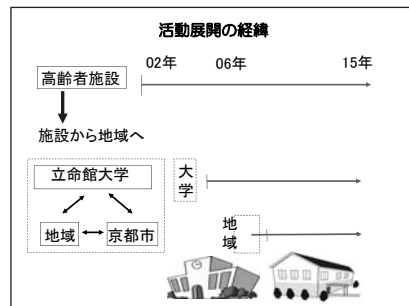 活動展開の経緯
02年 06年 15年
高齢者施設
施設から地域へ
立命館大学
大学
地域 京都市
地域